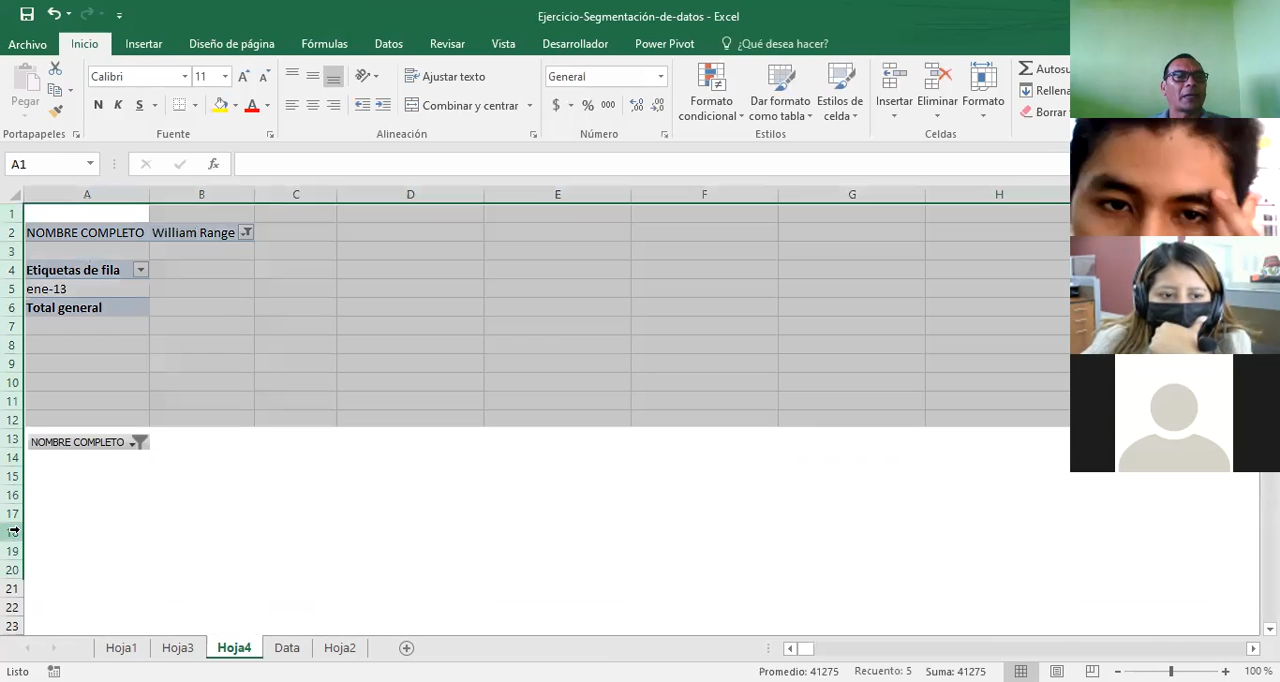 Ejercicio-Segmentación-de-datos - Excel
Archivo Inicio Insertar Diseño de página Fórmulas Datos Revisar Vista Desarrollador Power Pivot ¿Qué desea hacer?
Pegar
Calibri 11
N K S
Ajustar texto
Combinar y centrar
General
$ % 000
Formato condicional
Dar formato como tabla
Estilos de celda
Insertar Eliminar Formato
Autosu
Rellena
Borrar
Portapapeles Fuente Alineación Número Estilos Celdas
A1 fx
A B C D E F G H
1
2 NOMBRE COMPLETO William Range
3
4 Etiquetas de fila
5 ene-13
6 Total general
7
8
9
10
11
12
13 NOMBRE COMPLETO
14
15
16
17
18
19
20
21
22
23
Hoja1 Hoja3 Hoja4 Data Hoja2
Listo Promedio: 41275 Recuento: 5 Suma: 41275 100 %